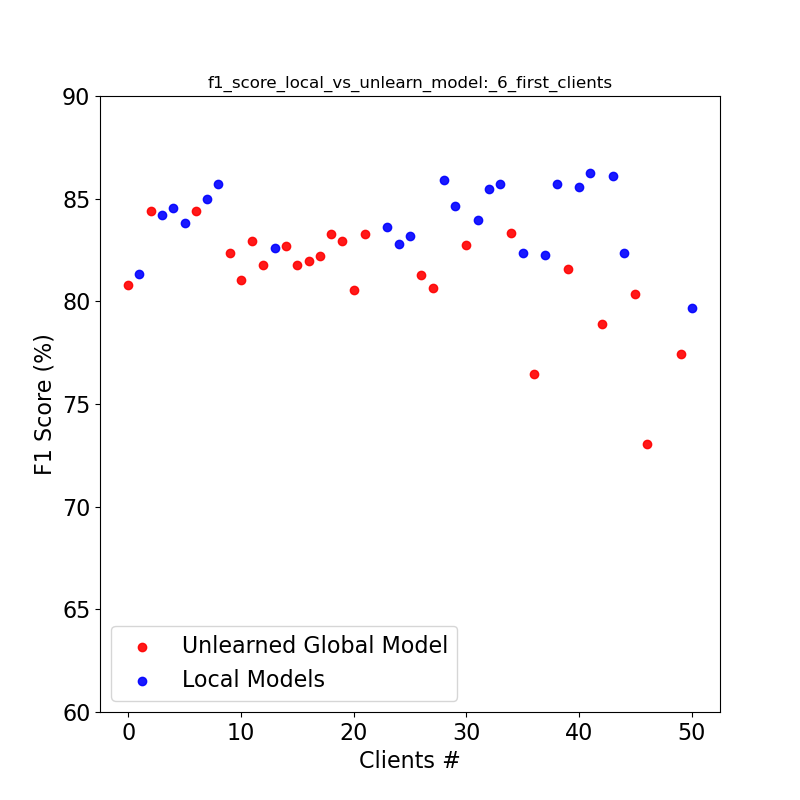 f1_score_local_vs_unlearn_model:_6_first_clients
90
85
80
75
70
65
60
F1 Score (%)
Unlearned Global Model
Local Models
0 10 20 30 40 50
Clients #